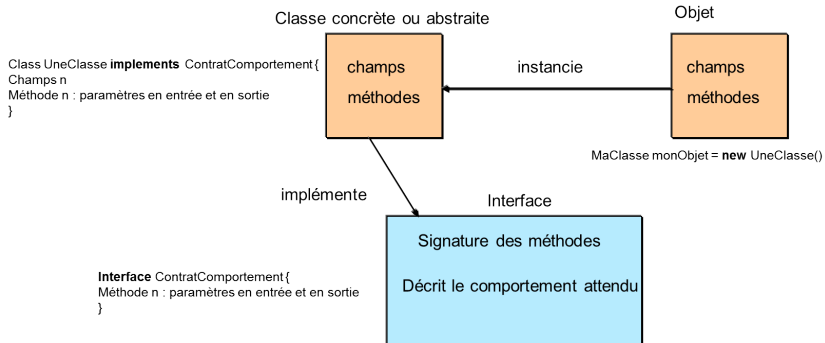 Classe concrète ou abstraite
Objet
Class UneClasse implements ContratComportement {
Champs n
Méthode n : paramètres en entrée et en sortie
}
champs
méthodes
instancie
champs
méthodes
MaClasse monObjet = new UneClasse()
implémente
Interface
Signature des méthodes
Décrit le comportement attendu
Interface ContratComportement {
Méthode n : paramètres en entrée et en sortie
}